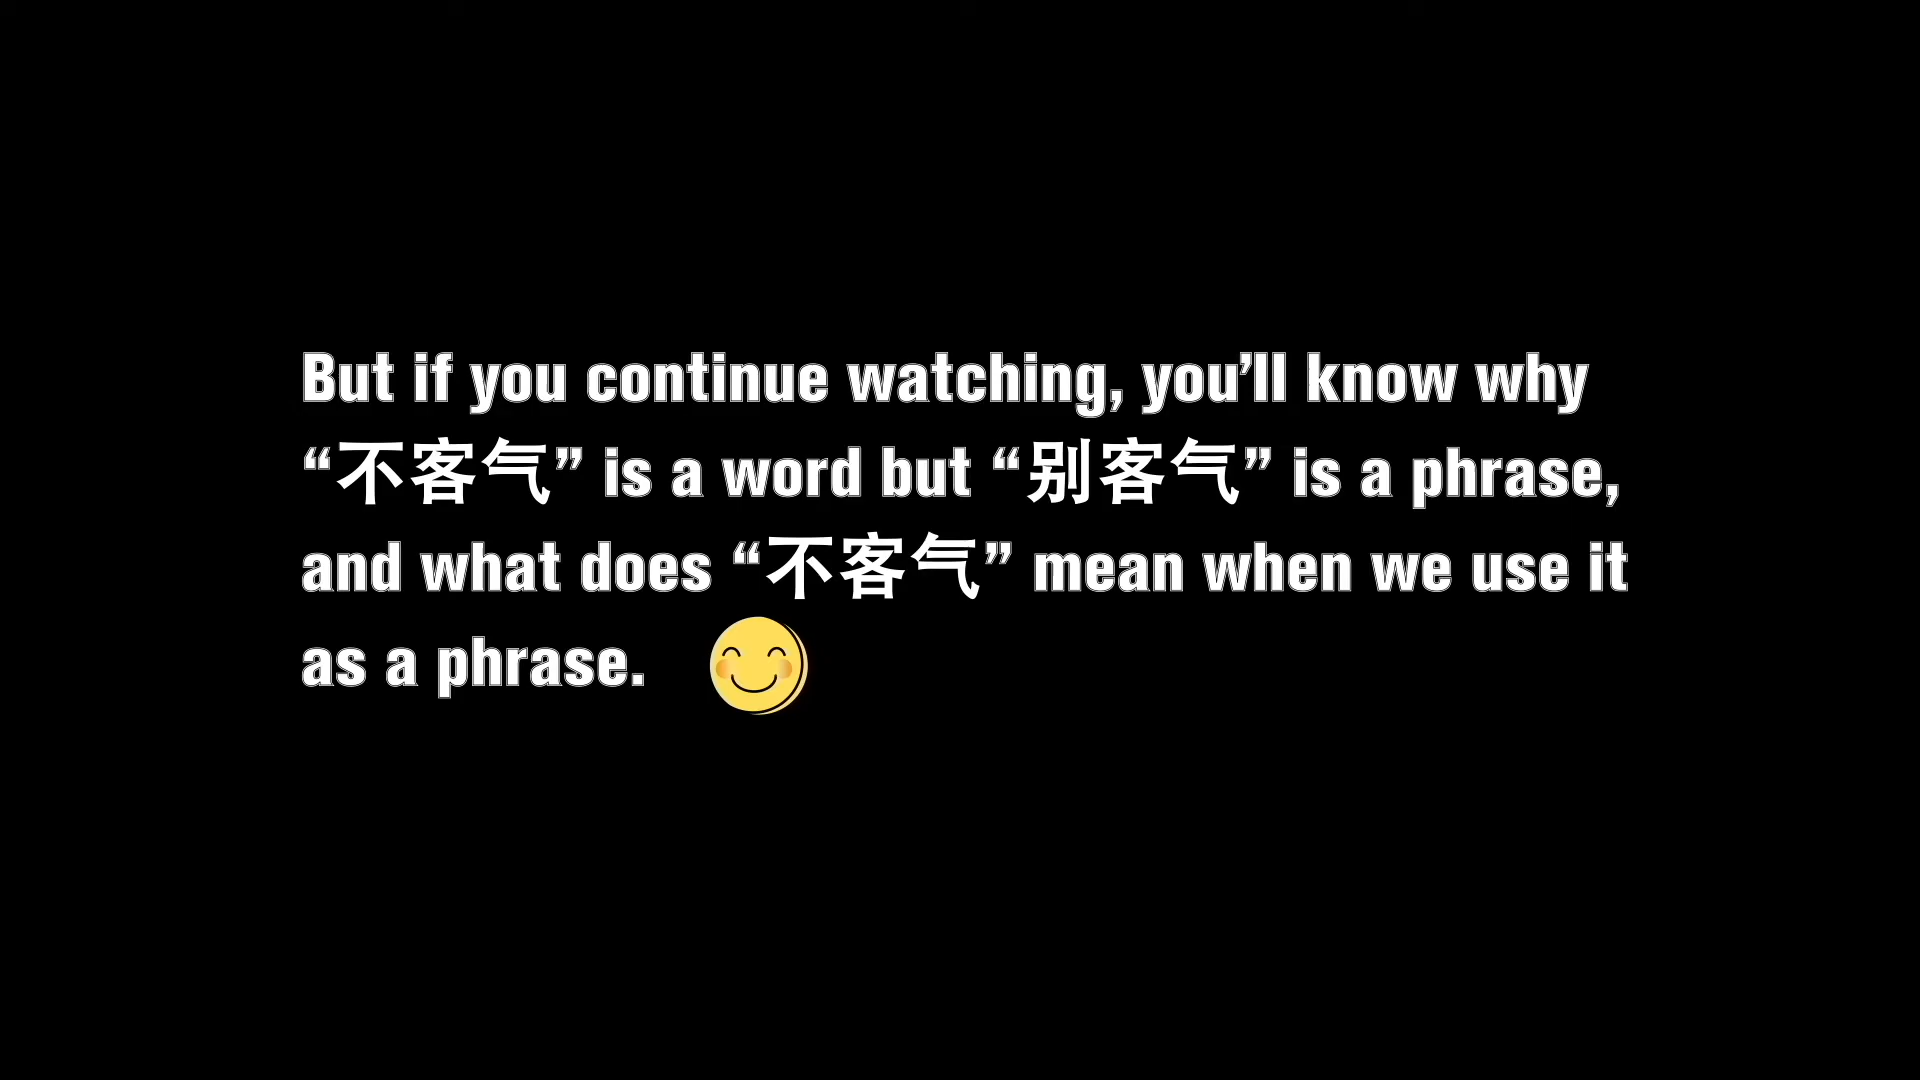 But if you continue watching, you’ll know why
“不客气” is a word but “别客气” is a phrase,
and what does “不客气” mean when we use it
as a phrase.